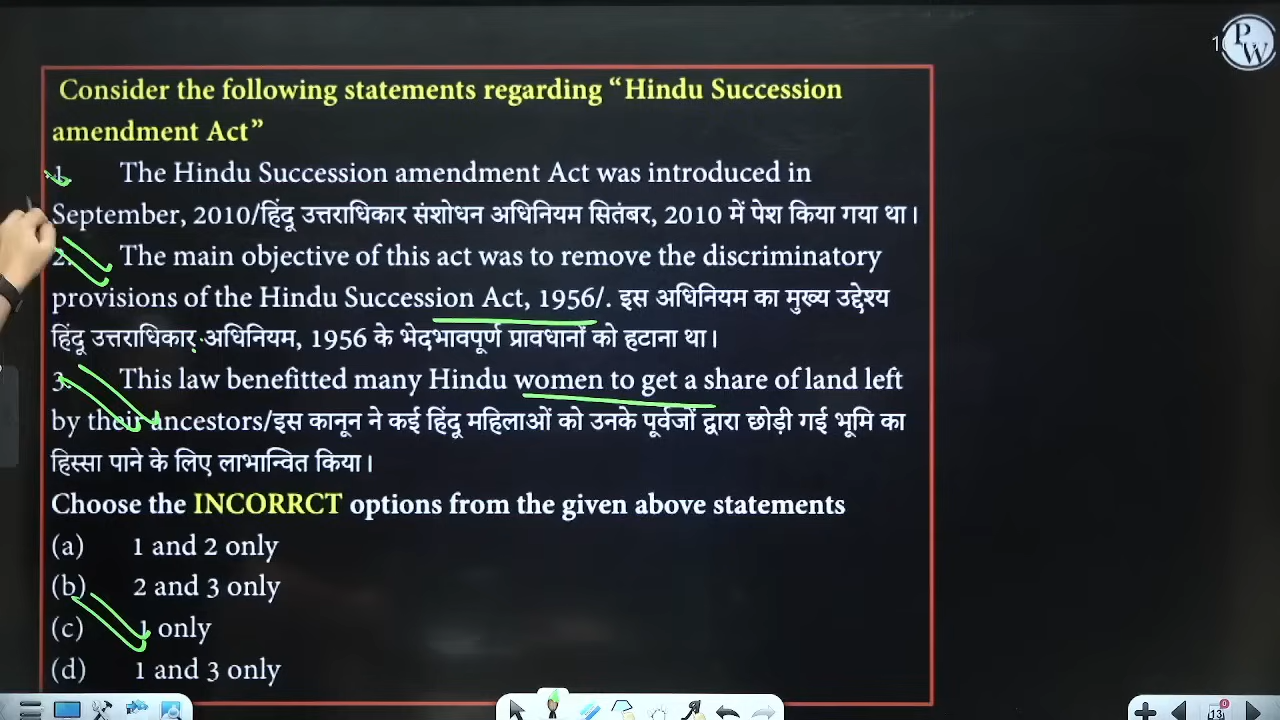 PW
Consider the following statements regarding “Hindu Succession
amendment Act”
1. The Hindu Succession amendment Act was introduced in
September, 2010/हिंदू उत्तराधिकार संशोधन अधिनियम सितंबर, 2010 में पेश किया गया था।
2. The main objective of this act was to remove the discriminatory
provisions of the Hindu Succession Act, 1956/. इस अधिनियम का मुख्य उद्देश्य
हिंदू उत्तराधिकार अधिनियम, 1956 के भेदभावपूर्ण प्रावधानों को हटाना था।
3. This law benefitted many Hindu women to get a share of land left
by their ancestors/इस कानून ने कई हिंदू महिलाओं को उनके पूर्वजों द्वारा छोड़ी गई भूमि का
हिस्सा पाने के लिए लाभान्वित किया।
Choose the INCORRCT options from the given above statements
(a) 1 and 2 only
(b) 2 and 3 only
(c) 1 only
(d) 1 and 3 only
13